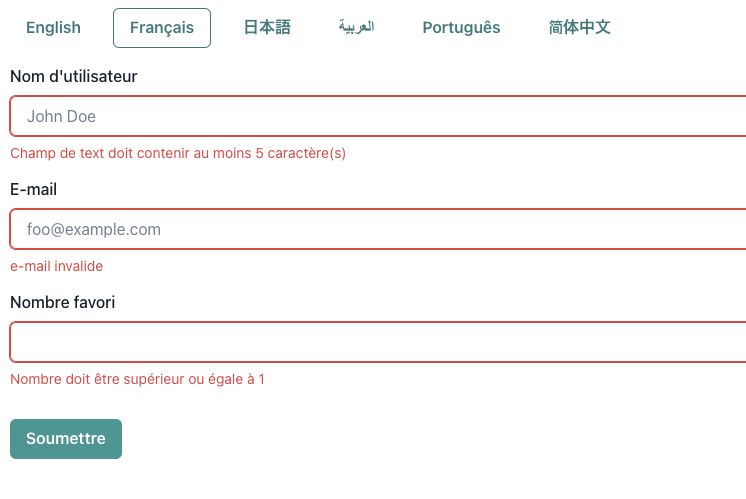 English Français 日本語 العربية Português 简体中文
Nom d'utilisateur
John Doe
Champ de text doit contenir au moins 5 caractère(s)
E-mail
foo@example.com
e-mail invalide
Nombre favori
Nombre doit être supérieur ou égale à 1
Soumettre